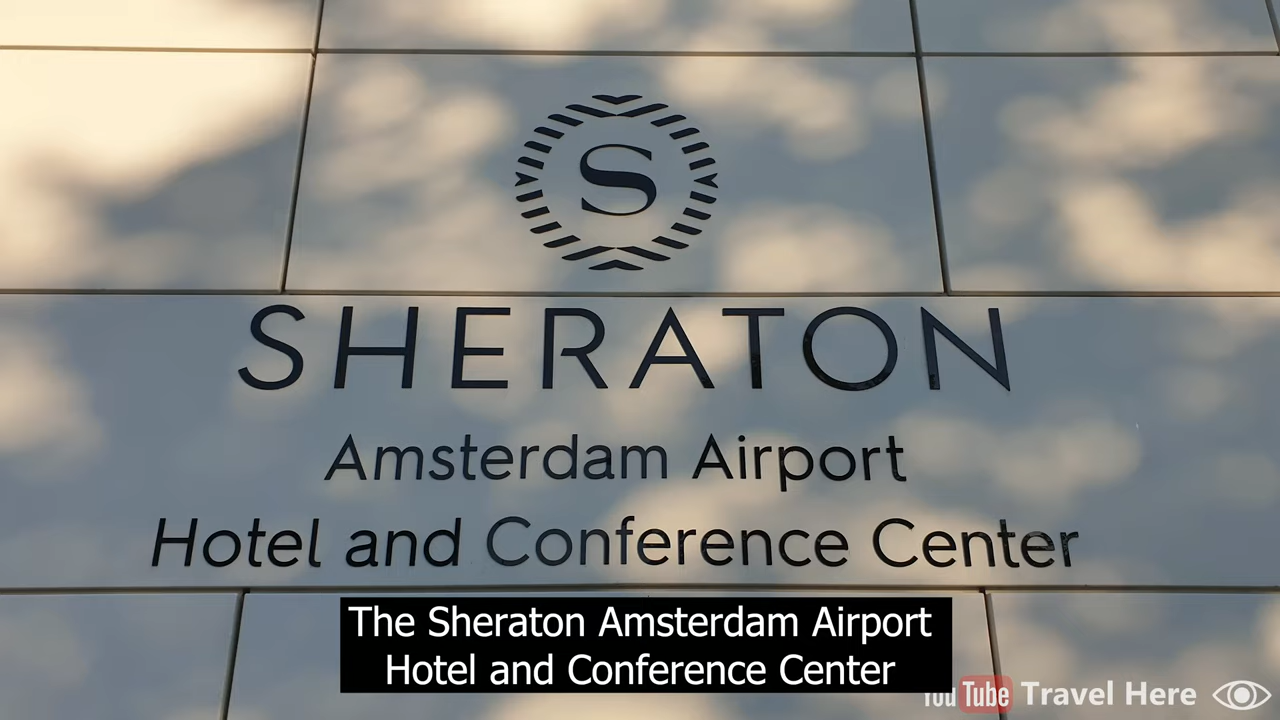 S
SHERATON
Amsterdam Airport
Hotel and Conference Center
The Sheraton Amsterdam Airport
Hotel and Conference Center
YouTube Travel Here